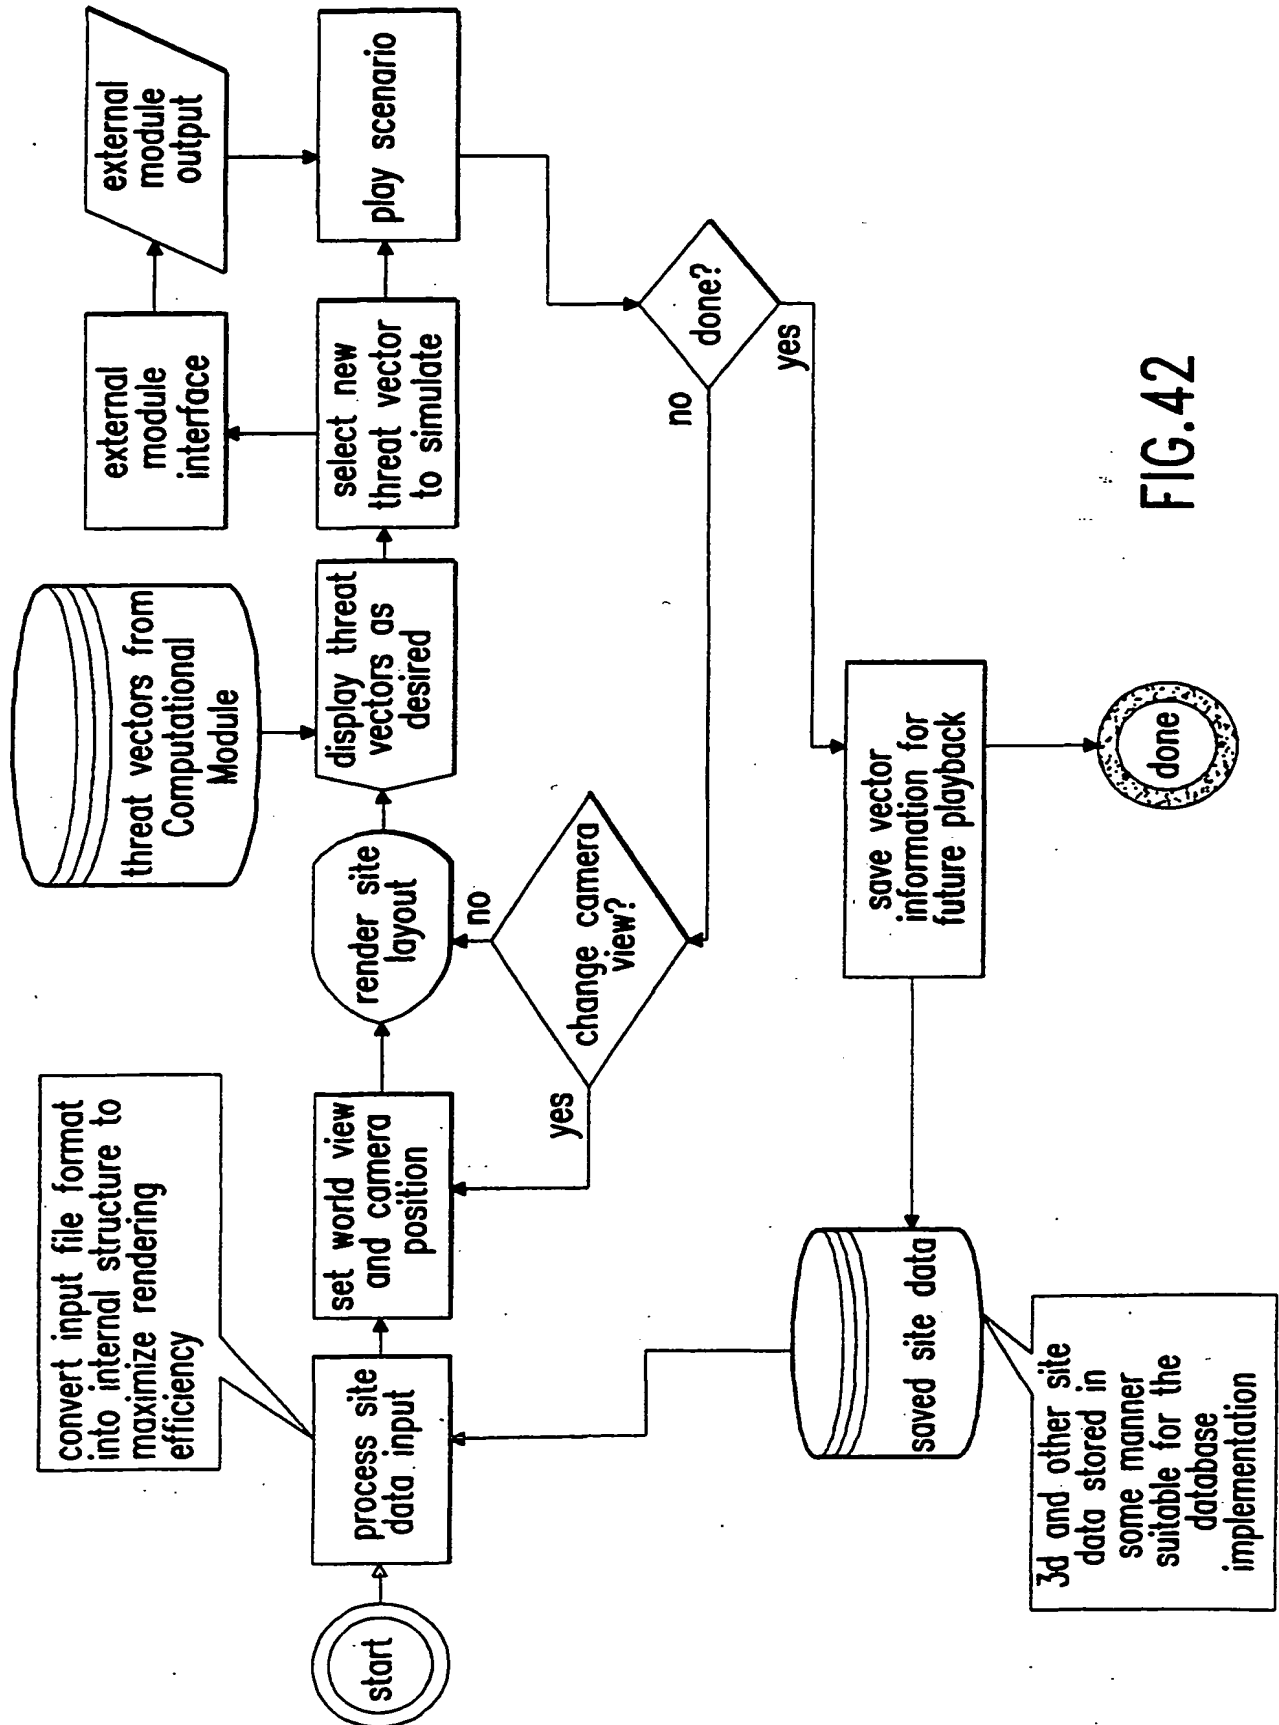 convert input file format
into internal structure to
maximize rendering
efficiency
threat vectors from
Computational
Module
external
module
interface
external
module
output
start
process site
data input
set world view
and camera
position
render site
layout
display threat
vectors as
desired
select new
threat vector
to simulate
play scenario
yes
change camera
view?
no
no
done?
yes
saved site data
save vector
information for
future playback
3d and other site
data stored in
some manner
suitable for the
database
implementation
done
FIG.42